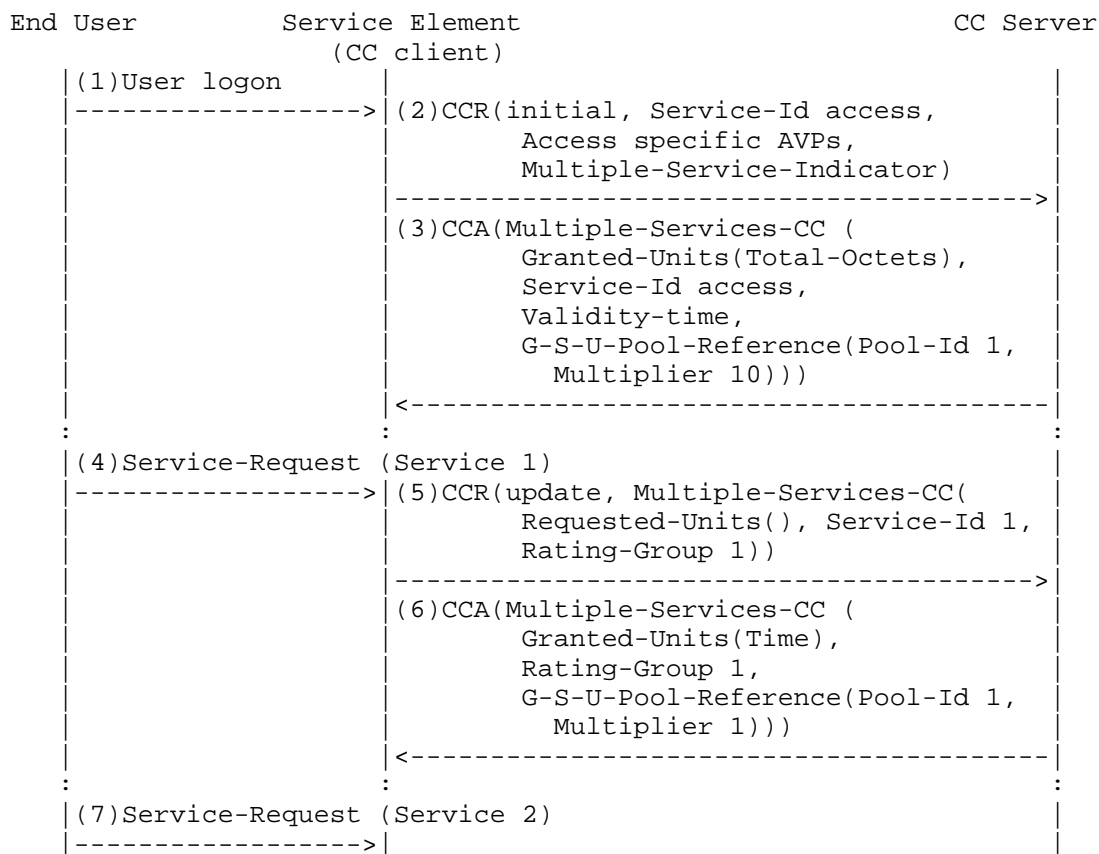 End User Service Element CC Server
(CC client)
(1)User logon
(2)CCR(initial, Service-Id access,
Access specific AVPs,
Multiple-Service-Indicator)
(3)CCA(Multiple-Services-CC (
Granted-Units(Total-Octets),
Service-Id access,
Validity-time,
G-S-U-Pool-Reference(Pool-Id 1,
Multiplier 10)))
(4)Service-Request (Service 1)
(5)CCR(update, Multiple-Services-CC(
Requested-Units(), Service-Id 1,
Rating-Group 1))
(6)CCA(Multiple-Services-CC (
Granted-Units(Time),
Rating-Group 1,
G-S-U-Pool-Reference(Pool-Id 1,
Multiplier 1)))
(7)Service-Request (Service 2)